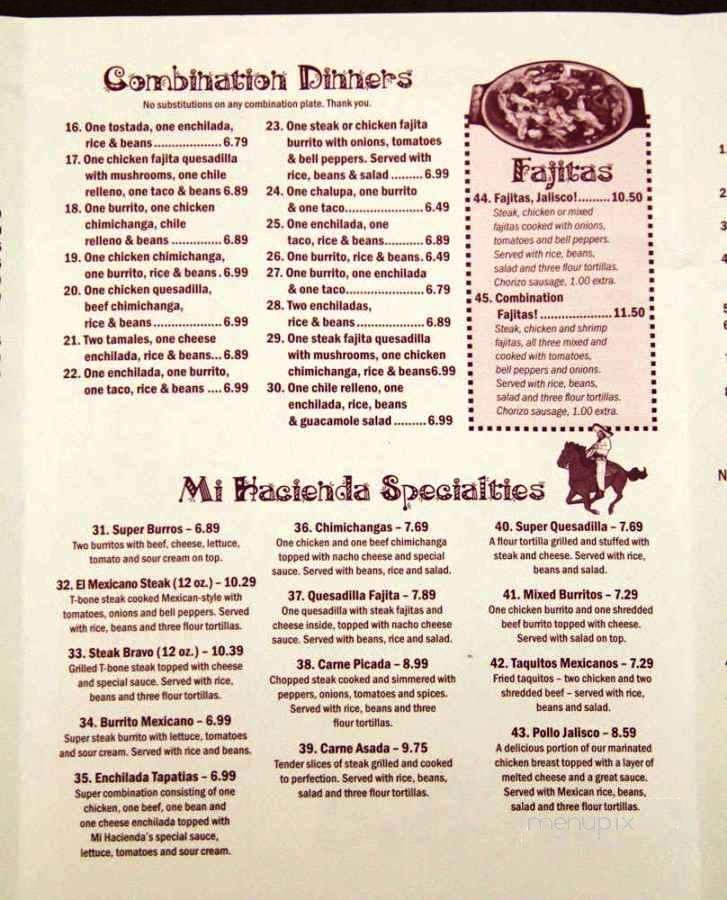 Combination Dinners
No substitutions on any combination plate. Thank you.
16. One tostada, one enchilada,
rice & beans...................6.79
17. One chicken fajita quesadilla
with mushrooms, one chile
relleno, one taco & beans 6.89
18. One burrito, one chicken
chimichanga, chile
relleno & beans ..............6.89
19. One chicken chimichanga,
one burrito, rice & beans.6.99
20. One chicken quesadilla,
beef chimichanga,
rice & beans...................6.99
21. Two tamales, one cheese
enchilada, rice & beans...6.89
22. One enchilada, one burrito,
one taco, rice & beans ....6.99
23. One steak or chicken fajita
burrito with onions, tomatoes
& bell peppers. Served with
rice, beans & salad.........6.99
24. One chalupa, one burrito
& one taco.....................6.49
25. One enchilada, one
taco, rice & beans..........6.89
26. One burrito, rice & beans.6.49
27. One burrito, one enchilada
& one taco.....................6.79
28. Two enchiladas,
rice & beans...................6.89
29. One steak fajita quesadilla
with mushrooms, one chicken
chimichanga, rice & beans6.99
30. One chile relleno, one
enchilada, rice, beans
& guacamole salad.........6.99
Fajitas
44. Fajitas, Jalisco!.........10.50
Steak, chicken or mixed
fajitas cooked with onions,
tomatoes and bell peppers.
Served with rice, beans,
salad and three flour tortillas.
Chorizo sausage, 1.00 extra.
45. Combination
Fajitas! .....................11.50
Steak, chicken and shrimp
fajitas, all three mixed and
cooked with tomatoes,
bell peppers and onions.
Served with rice, beans,
salad and three flour tortillas.
Chorizo sausage, 1.00 extra.
Mi Hacienda Specialties
31. Super Burros – 6.89
Two burritos with beef, cheese, lettuce,
tomato and sour cream on top.
32. El Mexicano Steak (12 oz.) – 10.29
T-bone steak cooked Mexican-style with
tomatoes, onions and bell peppers. Served
with rice, beans and three flour tortillas.
33. Steak Bravo (12 oz.) – 10.39
Grilled T-bone steak topped with cheese
and special sauce. Served with rice,
beans and three flour tortillas.
34. Burrito Mexicano – 6.99
Super steak burrito with lettuce, tomatoes
and sour cream. Served with rice and beans.
35. Enchilada Tapatias – 6.99
Super combination consisting of one
chicken, one beef, one bean and
one cheese enchilada topped with
Mi Hacienda's special sauce,
lettuce, tomatoes and sour cream.
36. Chimichangas – 7.69
One chicken and one beef chimichanga
topped with nacho cheese and special
sauce. Served with beans, rice and salad.
37. Quesadilla Fajita – 7.89
One quesadilla with steak fajitas and
cheese inside, topped with nacho cheese
sauce. Served with beans, rice and salad.
38. Carne Picada – 8.99
Chopped steak cooked and simmered with
peppers, onions, tomatoes and spices.
Served with rice, beans and three
flour tortillas.
39. Carne Asada – 9.75
Tender slices of steak grilled and cooked
to perfection. Served with rice, beans,
salad and three flour tortillas.
40. Super Quesadilla – 7.69
A flour tortilla grilled and stuffed with
steak and cheese. Served with rice,
beans and salad.
41. Mixed Burritos – 7.29
One chicken burrito and one shredded
beef burrito topped with cheese.
Served with salad on top.
42. Taquitos Mexicanos – 7.29
Fried taquitos – two chicken and two
shredded beef – served with rice,
beans and salad.
43. Pollo Jalisco – 8.59
A delicious portion of our marinated
chicken breast topped with a layer of
melted cheese and a great sauce.
Served with Mexican rice, beans,
salad and three flour tortillas.
menupix